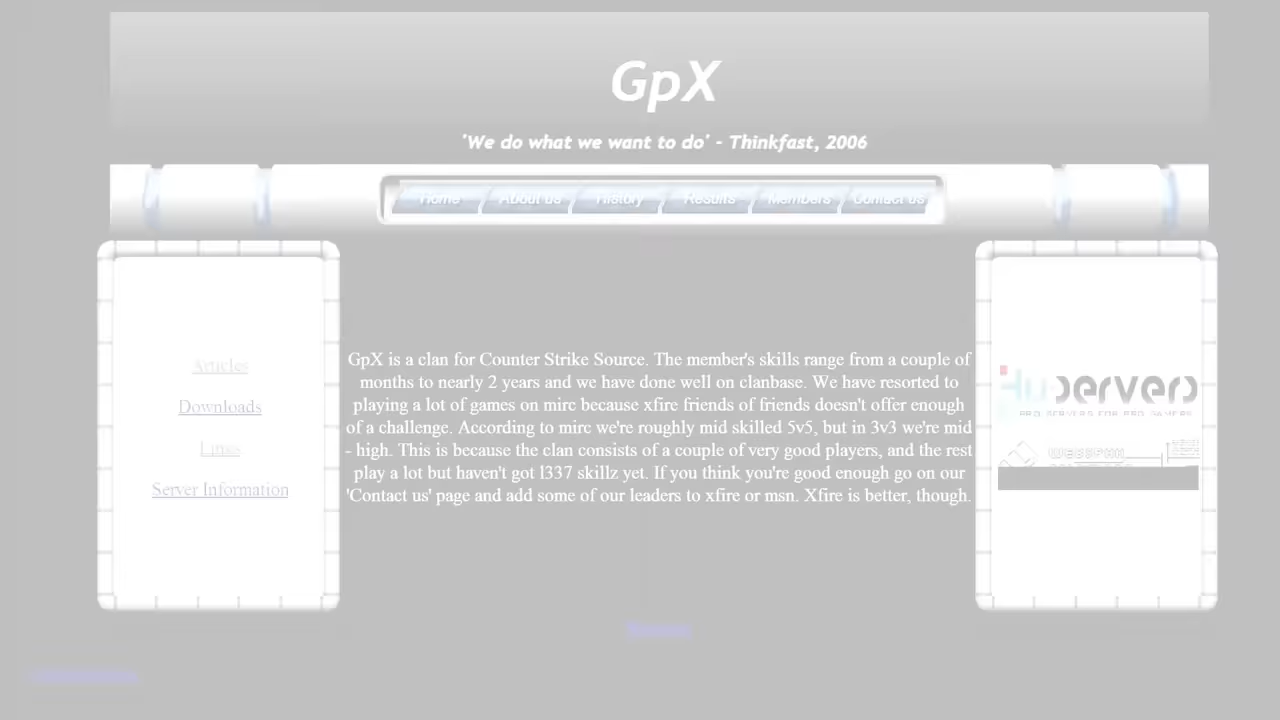 GpX
'We do what we want to do' - Thinkfast, 2006
Home About us History Results Members Contact us
Articles
Downloads
Links
Server Information
GpX is a clan for Counter Strike Source. The member's skills range from a couple of
months to nearly 2 years and we have done well on clanbase. We have resorted to
playing a lot of games on mirc because xfire friends of friends doesn't offer enough
of a challenge. According to mirc we're roughly mid skilled 5v5, but in 3v3 we're mid
- high. This is because the clan consists of a couple of very good players, and the rest
play a lot but haven't got l337 skillz yet. If you think you're good enough go on our
'Contact us' page and add some of our leaders to xfire or msn. Xfire is better, though.
PRO SERVERS FOR PRO GAMERS